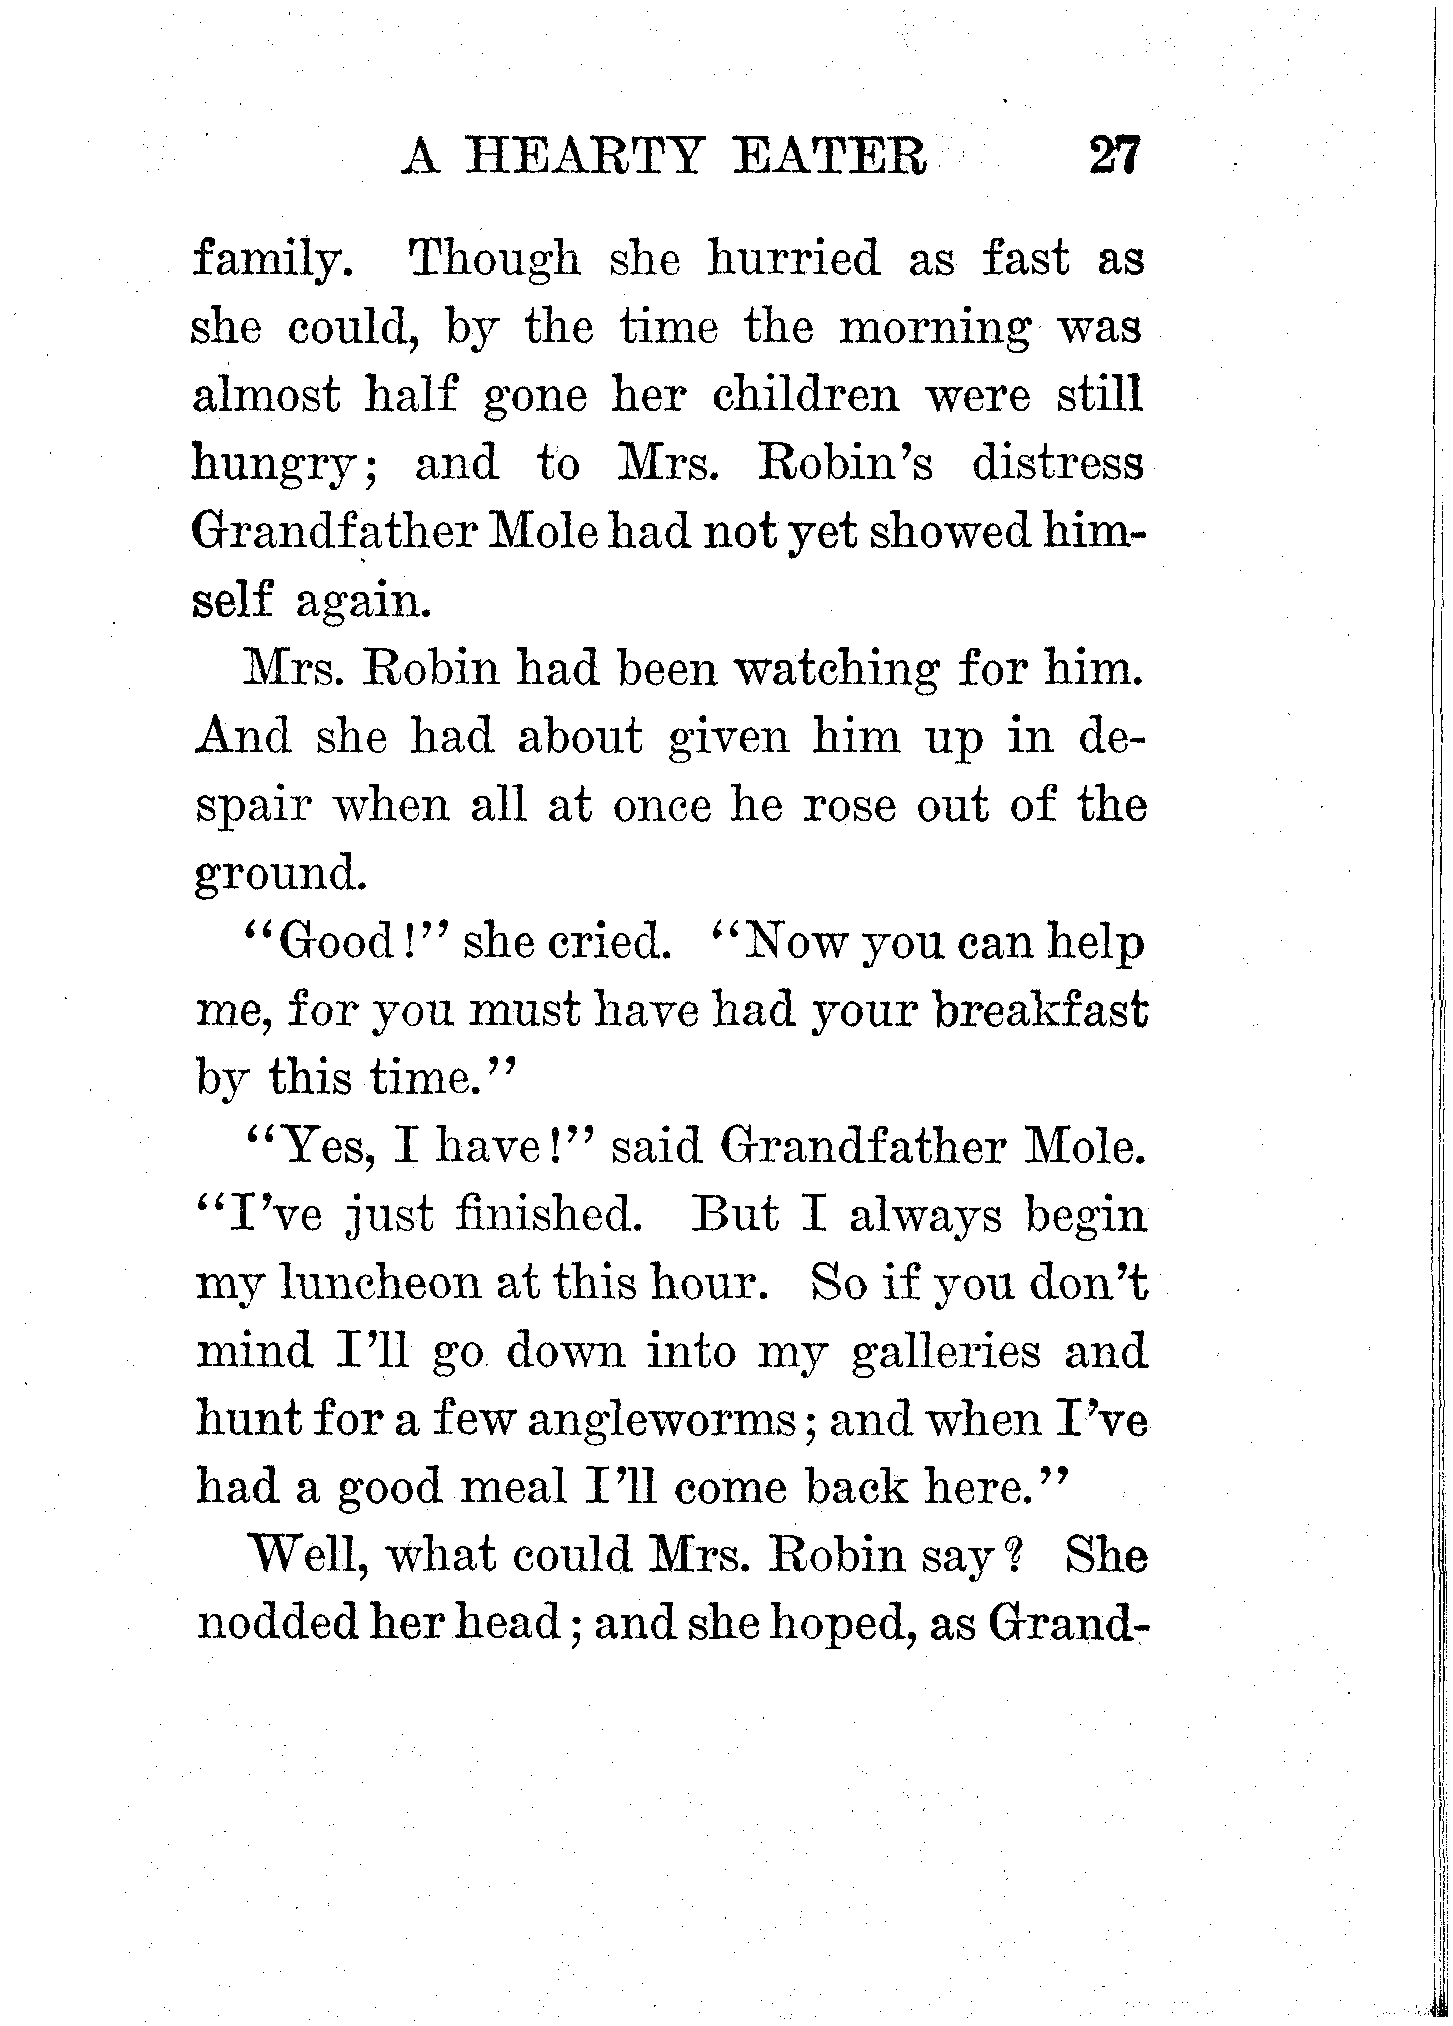 A HEARTY EATER 27
family. Though she hurried as fast as
she could, by the time the morning was
almost half gone her children were still
hungry; and to Mrs. Robin's distress
Grandfather Mole had not yet showed him-
self again.
Mrs. Robin had been watching for him.
And she had about given him up in de-
spair when all at once he rose out of the
ground.
"Good!" she cried. "Now you can help
me, for you must have had your breakfast
by this time."
"Yes, I have!" said Grandfather Mole.
"I've just finished. But I always begin
my luncheon at this hour. So if you don't
mind I'll go down into my galleries and
hunt for a few angleworms; and when I've
had a good meal I'll come back here."
Well, what could Mrs. Robin say? She
nodded her head; and she hoped, as Grand-